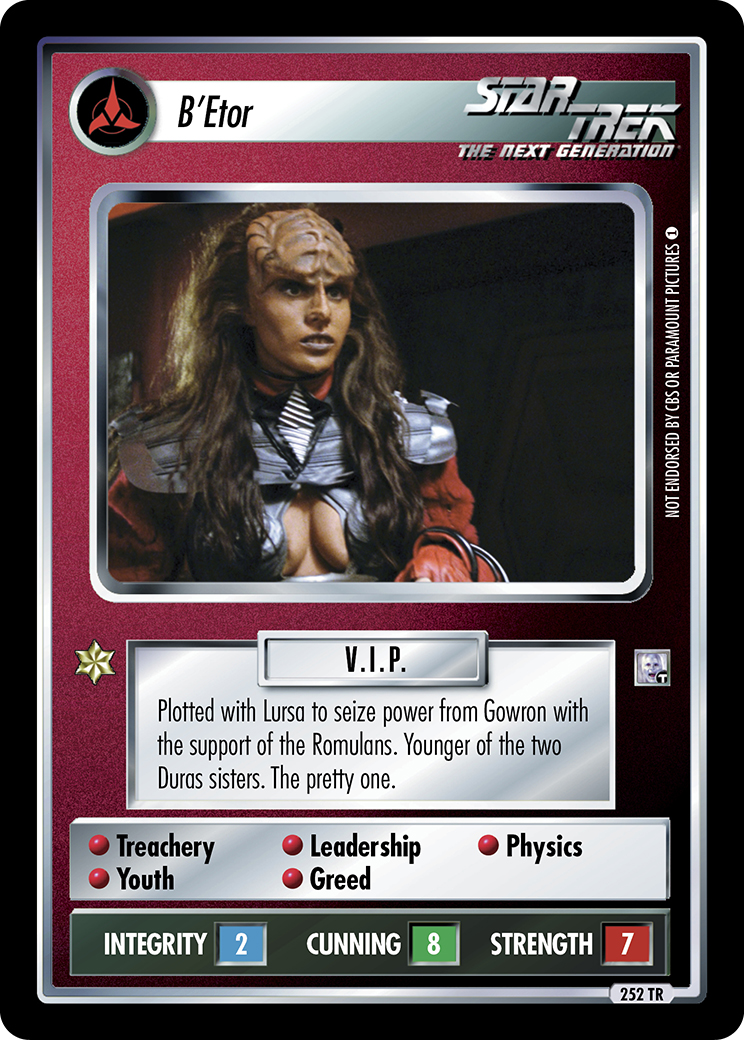 B'Etor
STAR TREK
THE NEXT GENERATION
NOT ENDORSED BY CBS OR PARAMOUNT PICTURES 1
V.I.P.
Plotted with Lursa to seize power from Gowron with
the support of the Romulans. Younger of the two
Duras sisters. The pretty one.
Treachery Leadership Physics
Youth Greed
INTEGRITY 2 CUNNING 8 STRENGTH 7
252 TR
T